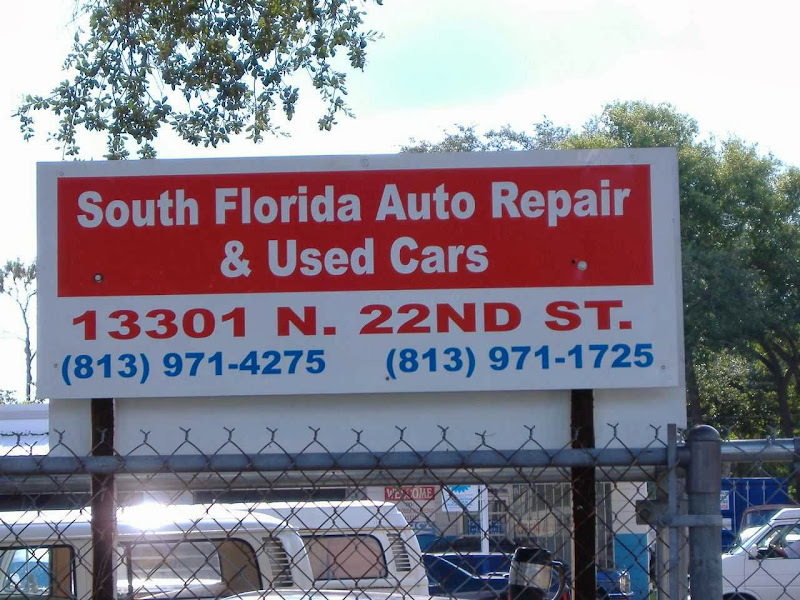 South Florida Auto Repair
& Used Cars
13301 N. 22ND ST.
(813) 971-4275 (813) 971-1725
WELCOME